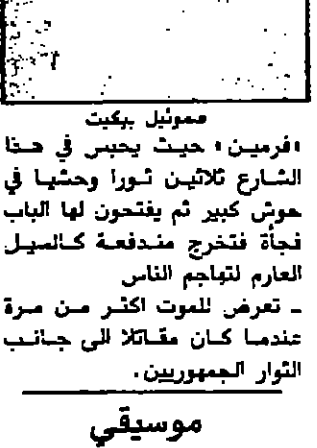 صموئيل بيكيت
«فرمين» حيث يحبس في هذا
الشارع ثلاثين ثورا وحشيا في
حوش كبير ثم يفتحون لها الباب
فجأة فتخرج مندفعة كالسيل
العارم لتهاجم الناس
ـ تعرض للموت اكثر من مرة
عندما كان مقاتلا الى جانب
الثوار الجمهوريين.
موسيقي